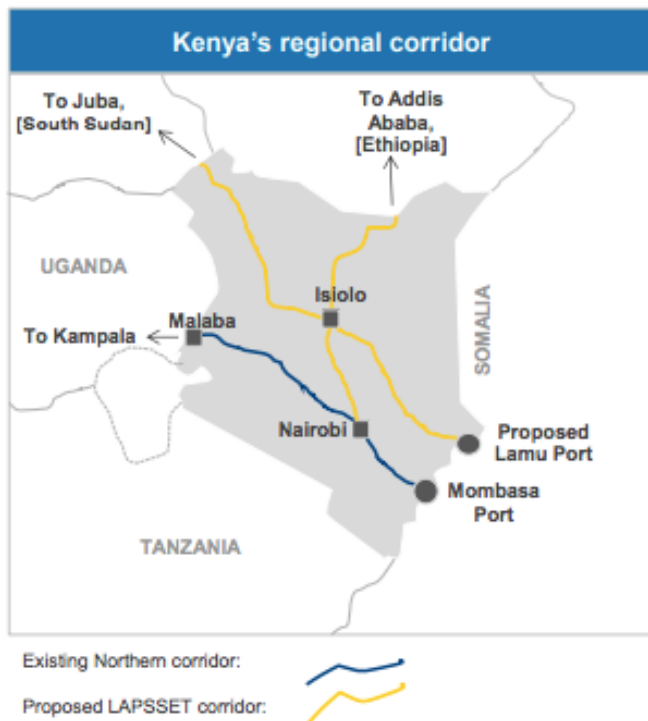 Kenya's regional corridor
To Juba,
[South Sudan]
To Addis
Ababa,
[Ethiopia]
UGANDA
Isiolo
SOMALIA
Malaba
To Kampala
Nairobi
Proposed
Lamu Port
Mombasa
Port
TANZANIA
Existing Northern corridor:
Proposed LAPSSET corridor: